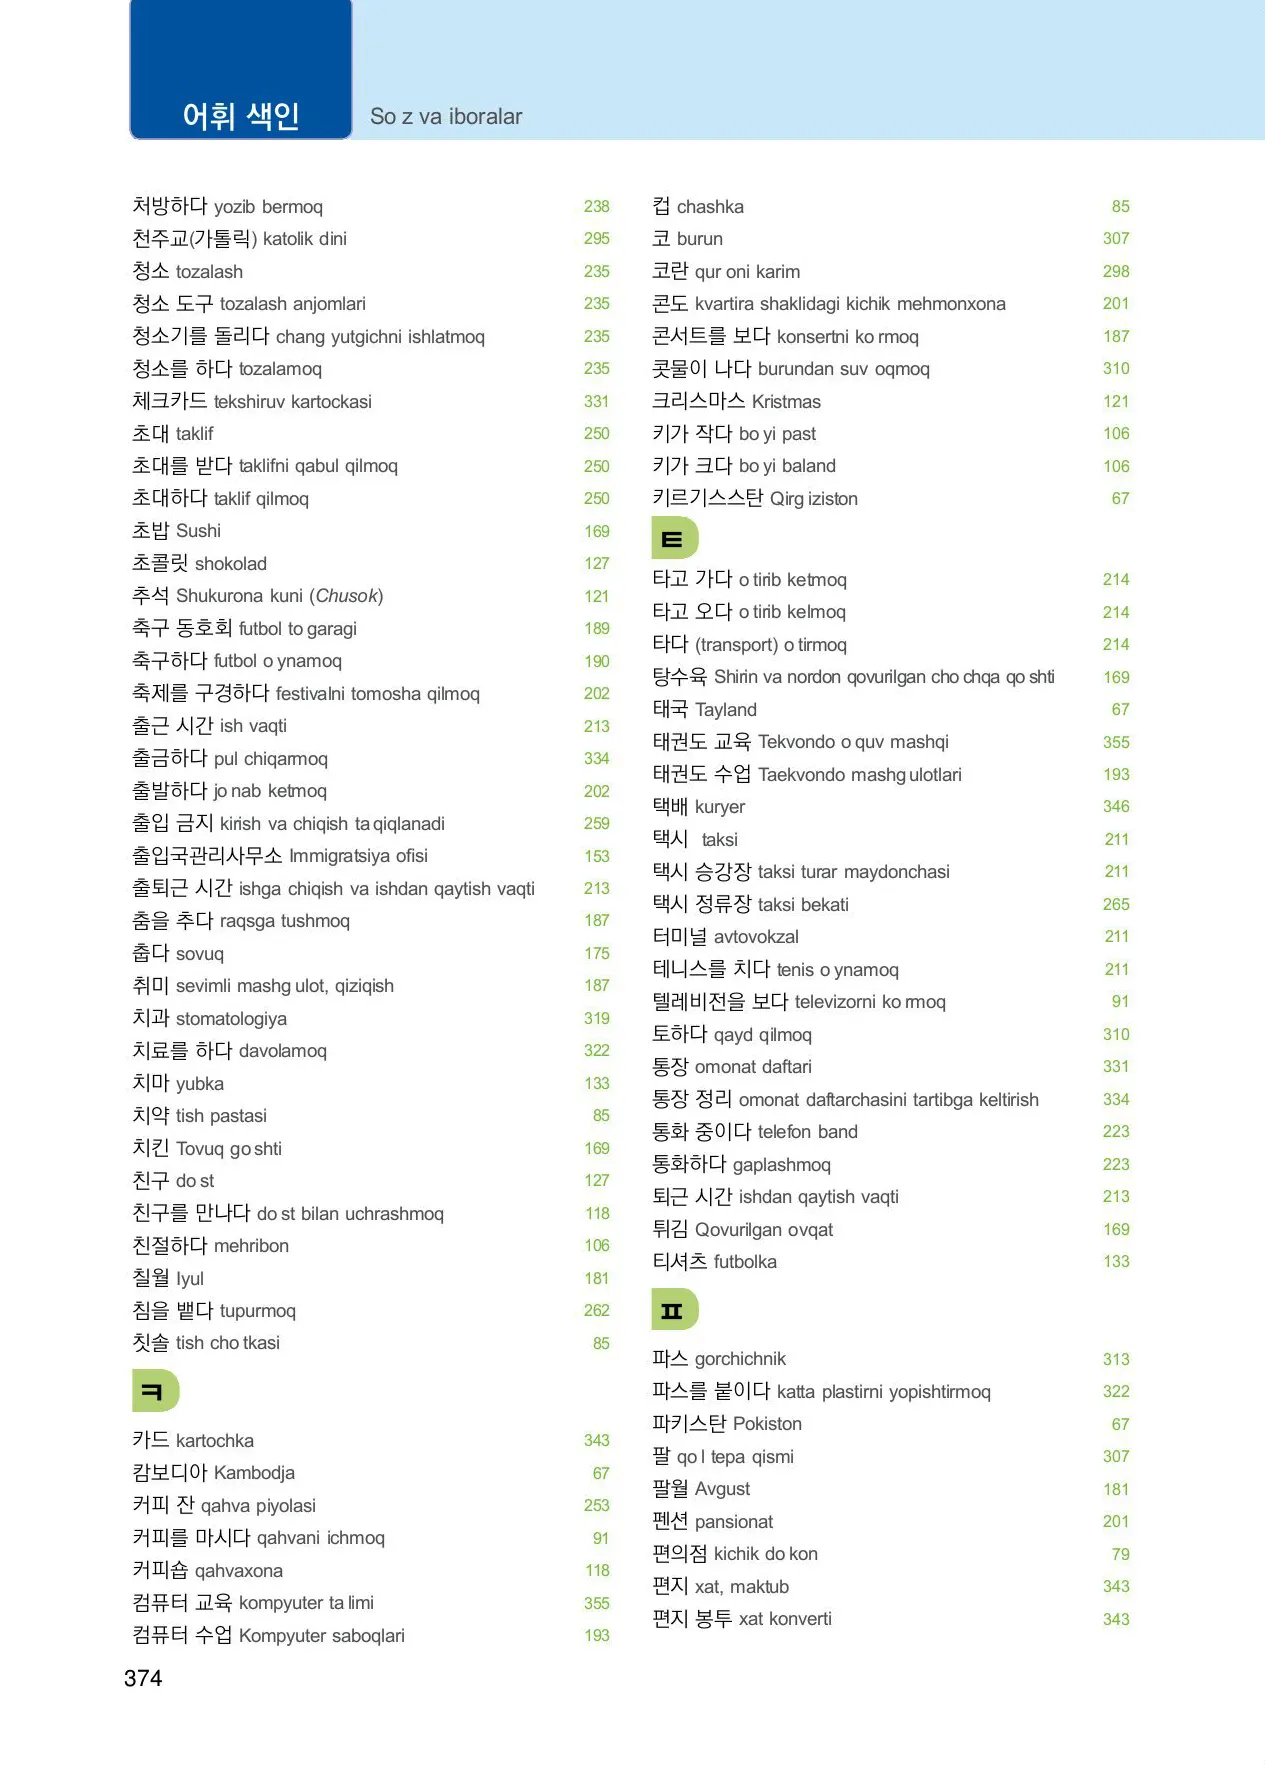 어휘 색인
So z va iboralar
처방하다 yozib bermoq 238
천주교(가톨릭) katolik dini 295
청소 tozalash 235
청소 도구 tozalash anjomlari 235
청소기를 돌리다 chang yutgichni ishlatmoq 235
청소를 하다 tozalamoq 235
체크카드 tekshiruv kartockasi 331
초대 taklif 250
초대를 받다 taklifni qabul qilmoq 250
초대하다 taklif qilmoq 250
초밥 Sushi 169
초콜릿 shokolad 127
추석 Shukurona kuni (Chusok) 121
축구 동호회 futbol to garagi 189
축구하다 futbol o ynamoq 190
축제를 구경하다 festivalni tomosha qilmoq 202
출근 시간 ish vaqti 213
출금하다 pul chiqarmoq 334
출발하다 jo nab ketmoq 202
출입 금지 kirish va chiqish ta qiqlanadi 259
출입국관리사무소 Immigratsiya ofisi 153
출퇴근 시간 ishga chiqish va ishdan qaytish vaqti 213
춤을 추다 raqsga tushmoq 187
춥다 sovuq 175
취미 sevimli mashg ulot, qiziqish 187
치과 stomatologiya 319
치료를 하다 davolamoq 322
치마 yubka 133
치약 tish pastasi 85
치킨 Tovuq go shti 169
친구 do st 127
친구를 만나다 do st bilan uchrashmoq 118
친절하다 mehribon 106
칠월 Iyul 181
침을 뱉다 tupurmoq 262
칫솔 tish cho tkasi 85
ㅋ
카드 kartochka 343
캄보디아 Kambodja 67
커피 잔 qahva piyolasi 253
커피를 마시다 qahvani ichmoq 91
커피숍 qahvaxona 118
컴퓨터 교육 kompyuter ta limi 355
컴퓨터 수업 Kompyuter saboqlari 193
컵 chashka 85
코 burun 307
코란 qur oni karim 298
콘도 kvartira shaklidagi kichik mehmonxona 201
콘서트를 보다 konsertni ko rmoq 187
콧물이 나다 burundan suv oqmoq 310
크리스마스 Kristmas 121
키가 작다 bo yi past 106
키가 크다 bo yi baland 106
키르기스스탄 Qirg iziston 67
ㅌ
타고 가다 o tirib ketmoq 214
타고 오다 o tirib kelmoq 214
타다 (transport) o tirmoq 214
탕수육 Shirin va nordon qovurilgan cho chqa qo shti 169
태국 Tayland 67
태권도 교육 Tekvondo o quv mashqi 355
태권도 수업 Taekvondo mashg ulotlari 193
택배 kuryer 346
택시 taksi 211
택시 승강장 taksi turar maydonchasi 211
택시 정류장 taksi bekati 265
터미널 avtovokzal 211
테니스를 치다 tenis o ynamoq 211
텔레비전을 보다 televizorni ko rmoq 91
토하다 qayd qilmoq 310
통장 omonat daftari 331
통장 정리 omonat daftarchasini tartibga keltirish 334
통화 중이다 telefon band 223
통화하다 gaplashmoq 223
퇴근 시간 ishdan qaytish vaqti 213
튀김 Qovurilgan ovqat 169
티셔츠 futbolka 133
ㅍ
파스 gorchichnik 313
파스를 붙이다 katta plastirni yopishtirmoq 322
파키스탄 Pokiston 67
팔 qo l tepa qismi 307
팔월 Avgust 181
펜션 pansionat 201
편의점 kichik do kon 79
편지 xat, maktub 343
편지 봉투 xat konverti 343
374